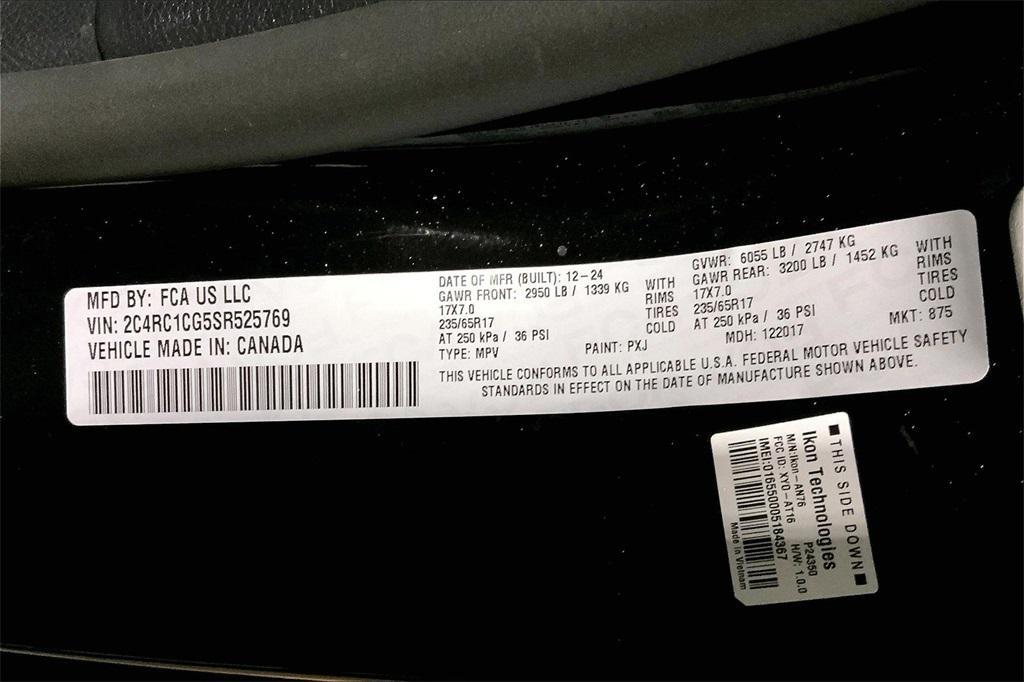 MFD BY: FCA US LLC
VIN: 2C4RC1CG5SR525769
VEHICLE MADE IN: CANADA
DATE OF MFR (BUILT): 12-24
GAWR FRONT: 2950 LB / 1339 KG WITH
17X7.0 RIMS
235/65R17 TIRES
AT 250 kPa / 36 PSI COLD
TYPE: MPV PAINT: PXJ
GVWR: 6055 LB / 2747 KG
GAWR REAR: 3200 LB / 1452 KG WITH
17X7.0 RIMS
235/65R17 TIRES
AT 250 kPa / 36 PSI COLD
MDH: 122017 MKT: 875
THIS VEHICLE CONFORMS TO ALL APPLICABLE U.S.A. FEDERAL MOTOR VEHICLE SAFETY
STANDARDS IN EFFECT ON THE DATE OF MANUFACTURE SHOWN ABOVE.
THIS SIDE DOWN
Ikon Technologies
M/N:Ikon-AN76 P24350
FCC ID: XY0-AT16 H/W: 1.0.0
IMEI:016550005184367
Made in Vietnam